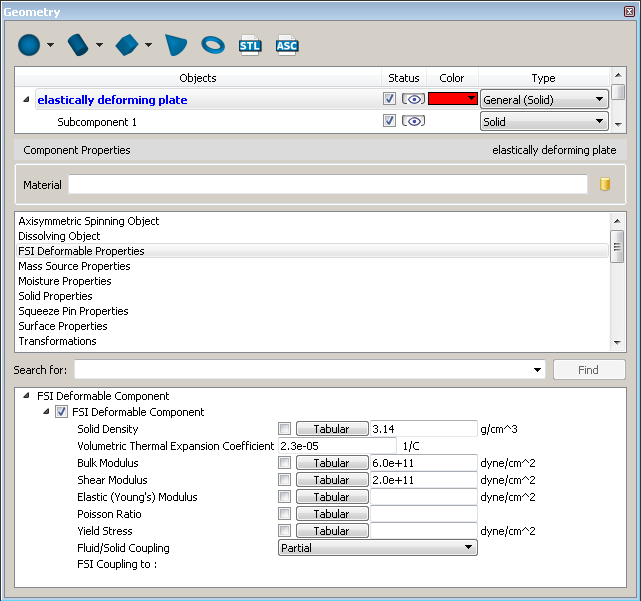 Geometry
STL ASC
Objects Status Color Type
elastically deforming plate General (Solid)
Subcomponent 1 Solid
Component Properties elastically deforming plate
Material
Axisymmetric Spinning Object
Dissolving Object
FSI Deformable Properties
Mass Source Properties
Moisture Properties
Solid Properties
Squeeze Pin Properties
Surface Properties
Transformations
Search for: Find
FSI Deformable Component
FSI Deformable Component
Solid Density Tabular 3.14 g/cm^3
Volumetric Thermal Expansion Coefficient 2.3e-05 1/C
Bulk Modulus Tabular 6.0e+11 dyne/cm^2
Shear Modulus Tabular 2.0e+11 dyne/cm^2
Elastic (Young's) Modulus Tabular dyne/cm^2
Poisson Ratio Tabular
Yield Stress Tabular dyne/cm^2
Fluid/Solid Coupling Partial
FSI Coupling to :